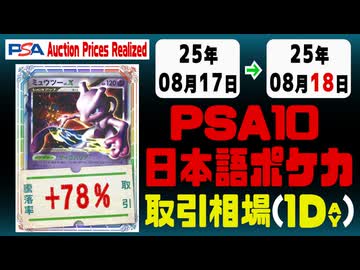 PSA Auction Prices Realized
25年
08月17日
25年
08月18日
ミュウツーLV.X
120
騰落率
+78%
取引
PSA10
日本語ポケカ
取引相場(1D)